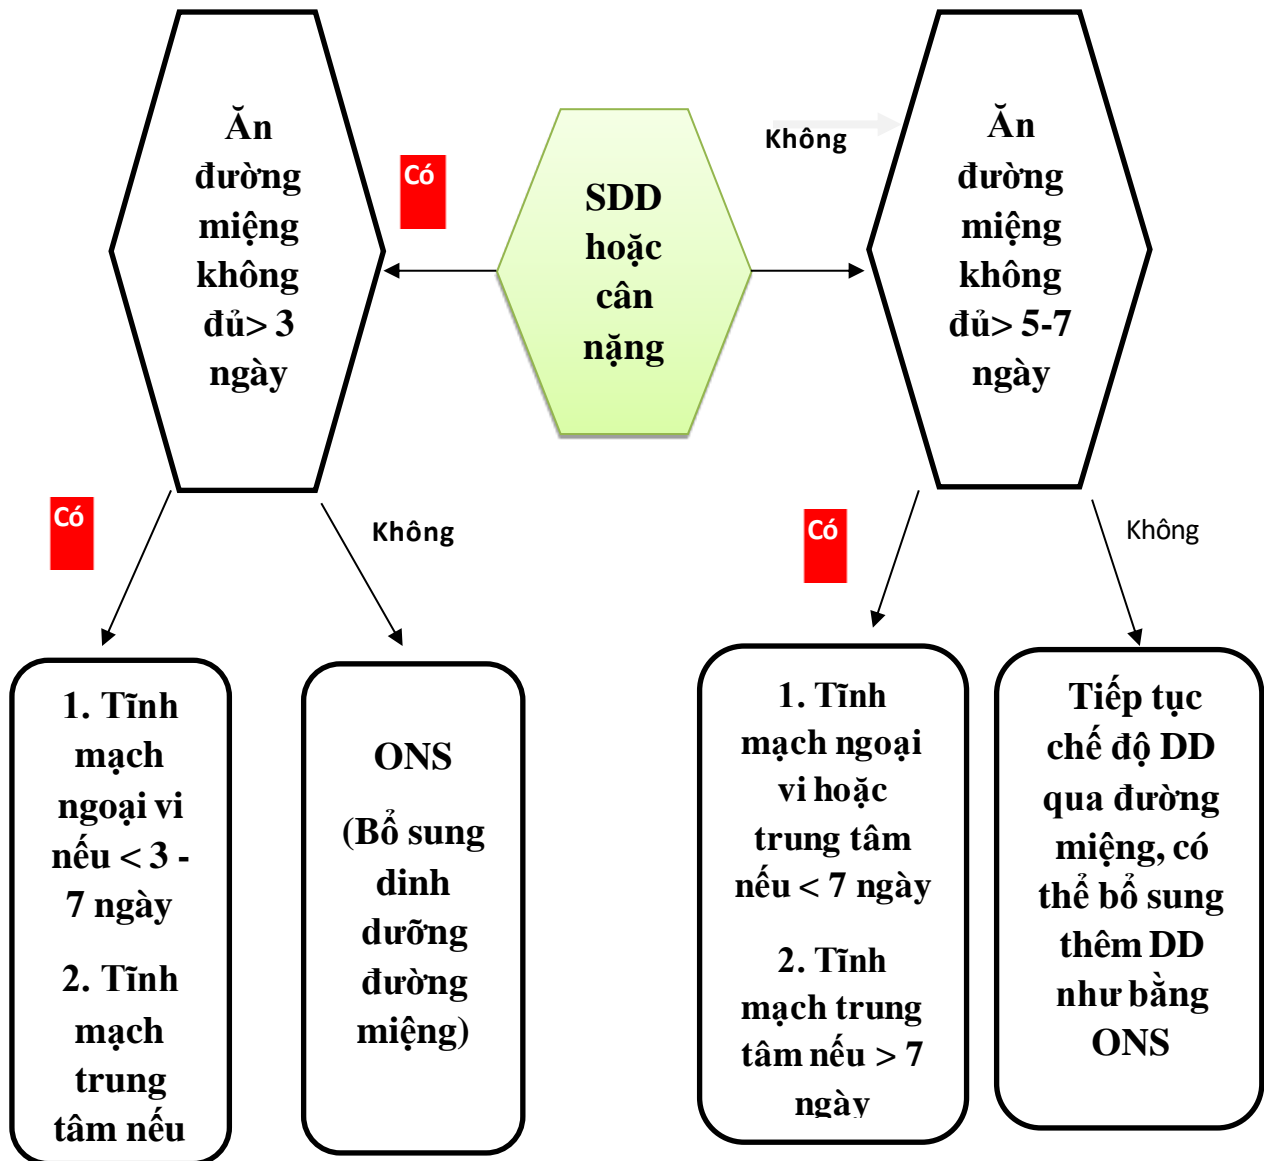 Ăn
đường
miệng
không
đủ> 3
ngày
Có
SDD
hoặc
cân
nặng
Không
Ăn
đường
miệng
không
đủ> 5-7
ngày
Có
Không
Có
Không
1. Tĩnh
mạch
ngoại vi
nếu < 3 -
7 ngày
2. Tĩnh
mạch
trung
tâm nếu
ONS
(Bổ sung
dinh
dưỡng
đường
miệng)
1. Tĩnh
mạch ngoại
vi hoặc
trung tâm
nếu < 7 ngày
2. Tĩnh
mạch trung
tâm nếu > 7
ngày
Tiếp tục
chế độ DD
qua đường
miệng, có
thể bổ sung
thêm DD
như bằng
ONS